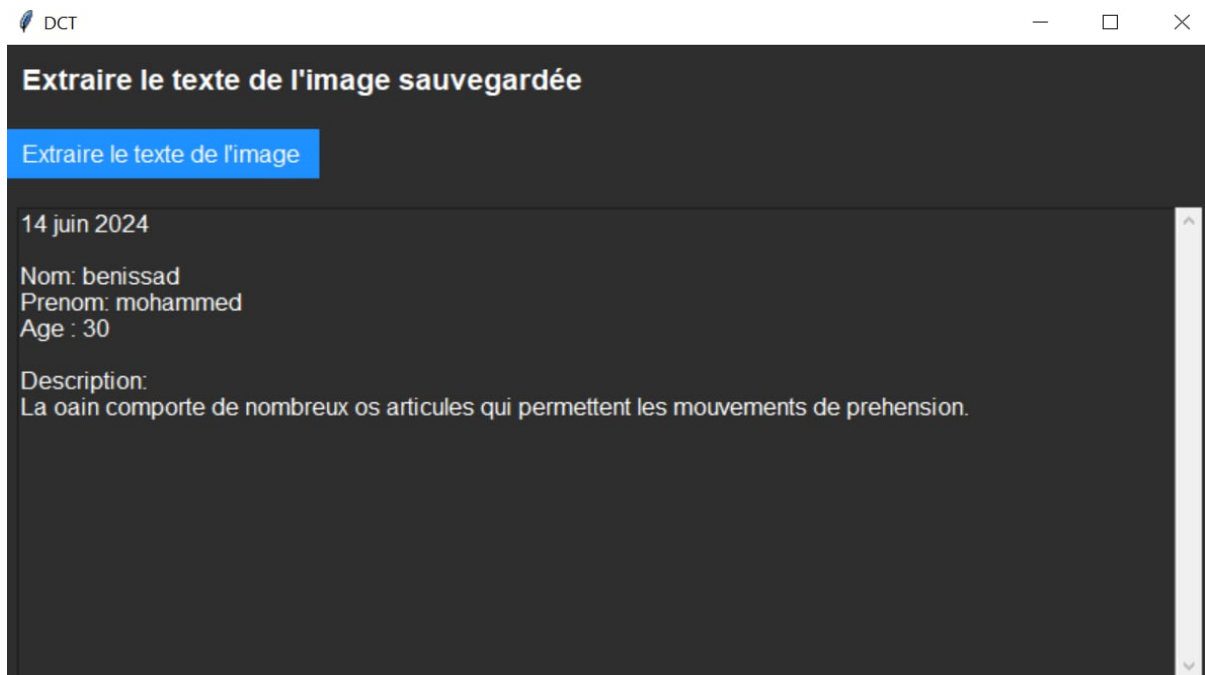 DCT
Extraire le texte de l'image sauvegardée
Extraire le texte de l'image
14 juin 2024
Nom: benissad
Prenom: mohammed
Age : 30
Description:
La oain comporte de nombreux os articules qui permettent les mouvements de prehension.